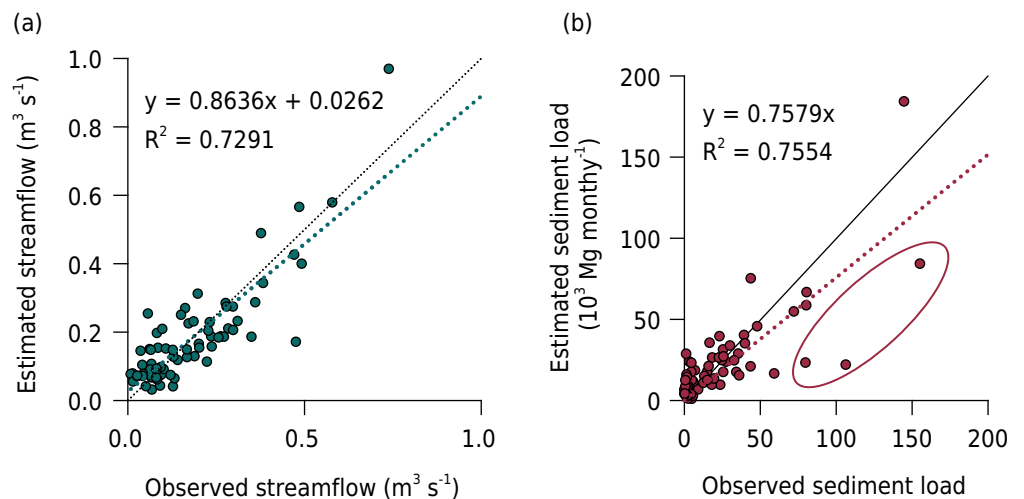 (a)
Estimated streamflow (m³ s⁻¹)
1.0
0.8
0.6
0.4
0.2
0.0
y = 0.8636x + 0.0262
R² = 0.7291
0.0 0.5 1.0
Observed streamflow (m³ s⁻¹)
(b)
Estimated sediment load
(10³ Mg monthy⁻¹)
200
150
100
50
0
y = 0.7579x
R² = 0.7554
0 50 100 150 200
Observed sediment load